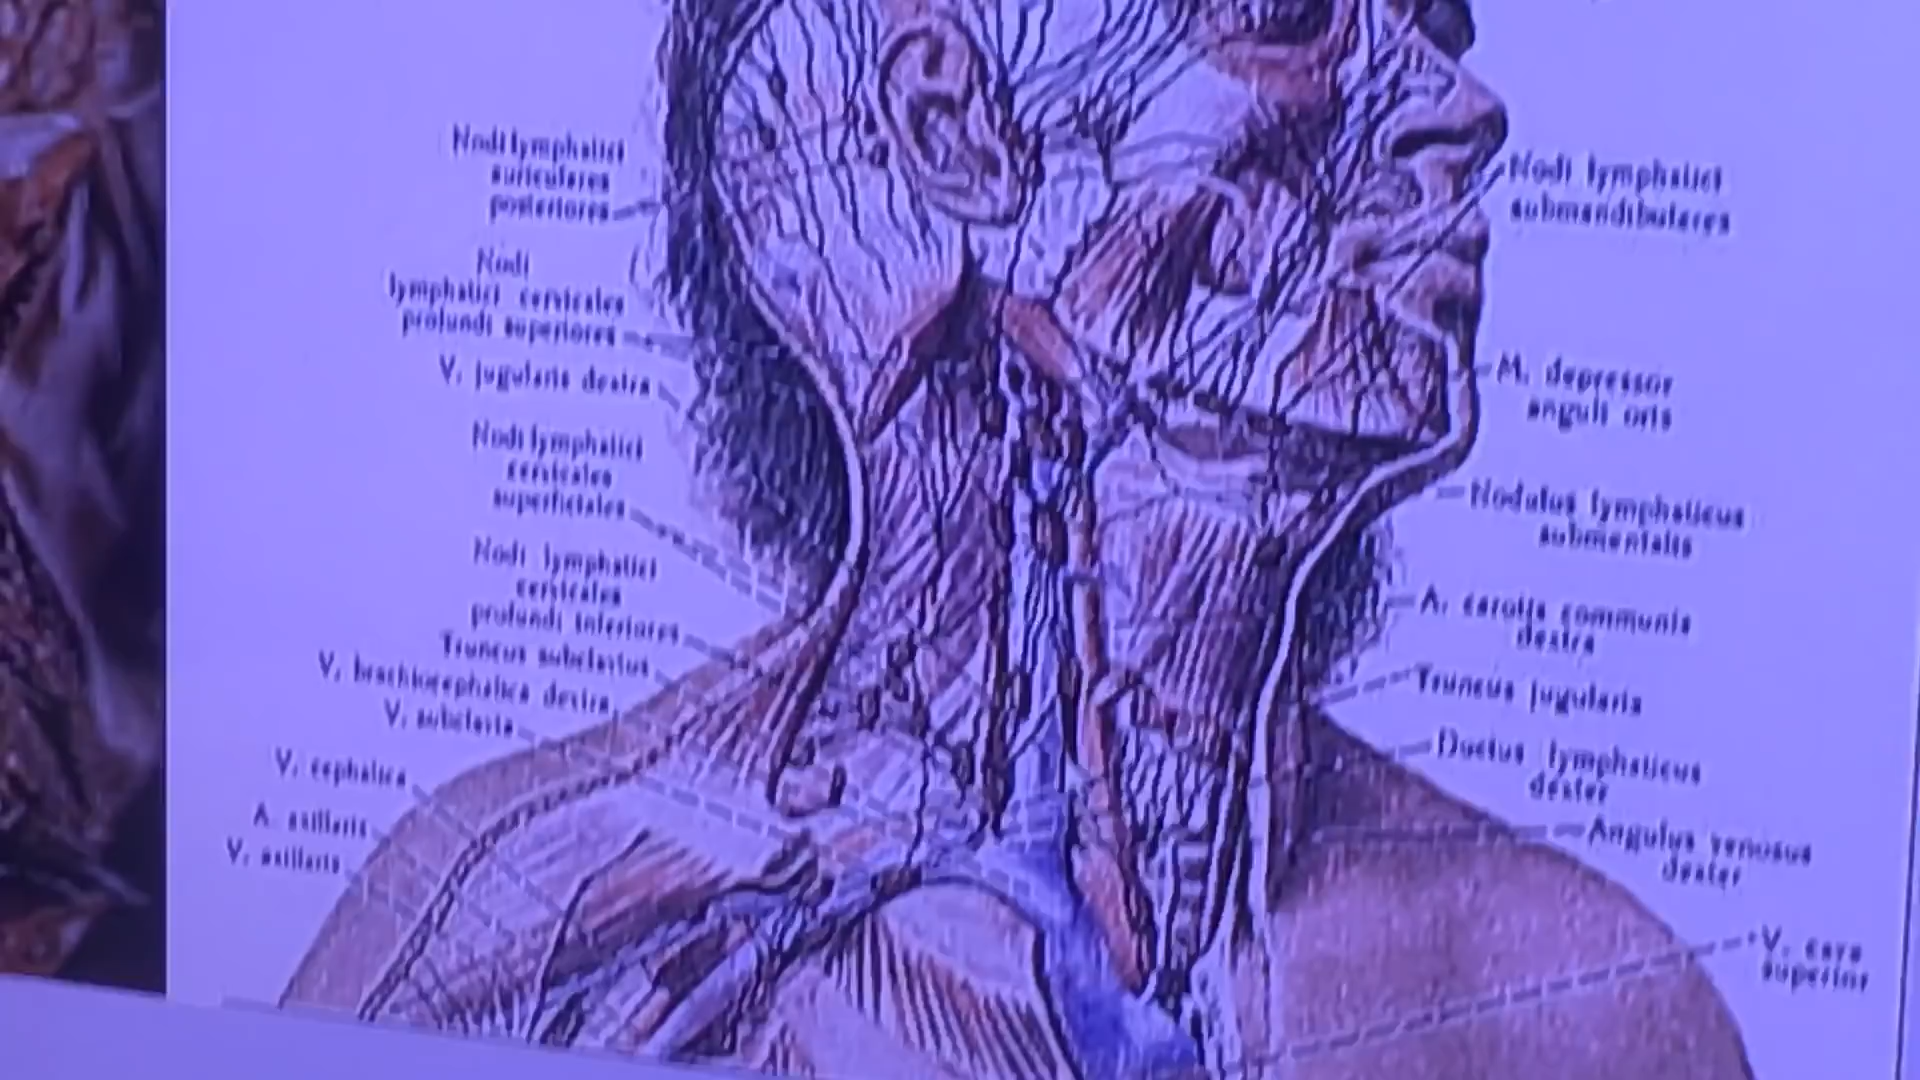 Nodi lymphatici
auriculares
posteriores
Nodi
lymphatici cervicales
profundi superiores
V. jugularis dextra
Nodi lymphatici
cervicales
superficiales
Nodi lymphatici
cervicales
profundi inferiores
Truncus subclavius
V. brachiocephalica dextra
V. subclavia
V. cephalica
A. axillaris
V. axillaris
Nodi lymphatici
submandibulares
M. depressor
anguli oris
Nodulus lymphaticus
submentalis
A. carotis communis
dextra
Truncus jugularis
Ductus lymphaticus
dexter
Angulus venosus
dexter
V. cava
superior